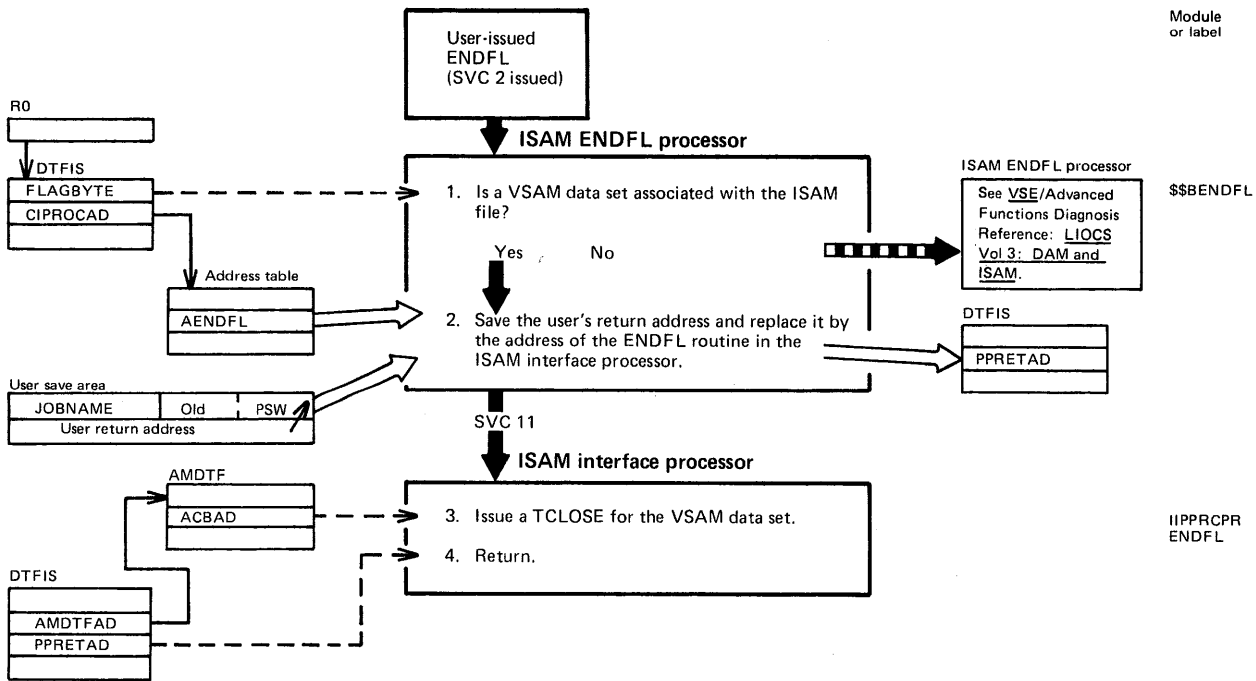 Module
or label
User-issued
ENDFL
(SVC 2 issued)
R0
ISAM ENDFL processor
DTFIS
FLAGBYTE
CIPROCAD
1. Is a VSAM data set associated with the ISAM
file?
Yes No
ISAM ENDFL processor
See VSE/Advanced
Functions Diagnosis
Reference: LIOCS
Vol 3: DAM and
ISAM.
$$BENDFL
Address table
AENDFL
2. Save the user's return address and replace it by
the address of the ENDFL routine in the
ISAM interface processor.
DTFIS
PPRETAD
User save area
JOBNAME Old PSW
User return address
SVC 11
ISAM interface processor
AMDTF
ACBAD
3. Issue a TCLOSE for the VSAM data set.
4. Return.
IIPPRCPR
ENDFL
DTFIS
AMDTFAD
PPRETAD